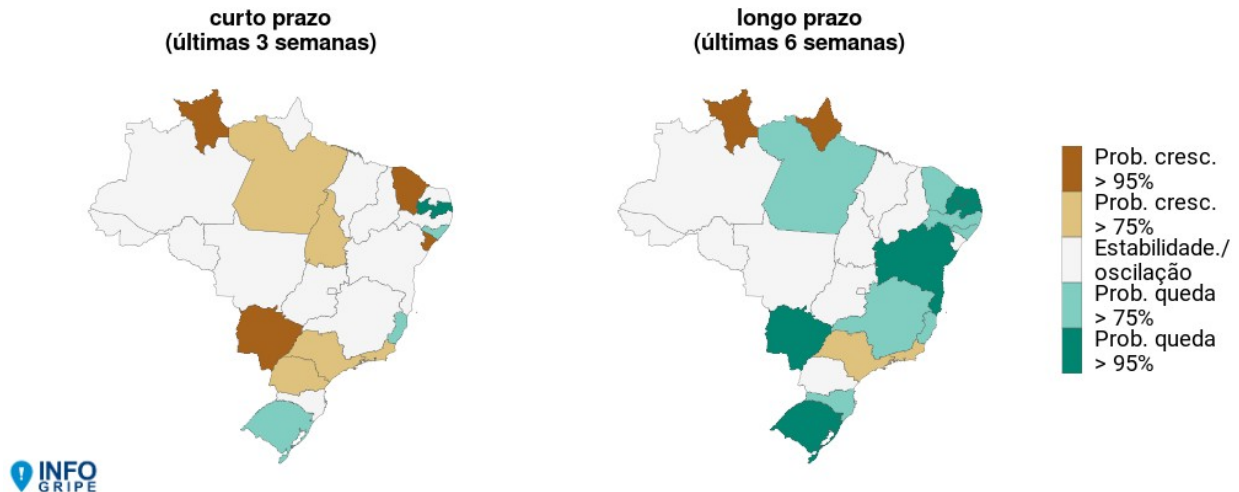 curto prazo
(últimas 3 semanas)
longo prazo
(últimas 6 semanas)
Prob. cresc.
> 95%
Prob. cresc.
> 75%
Estabilidade./
oscilação
Prob. queda
> 75%
Prob. queda
> 95%
INFO
GRIPE